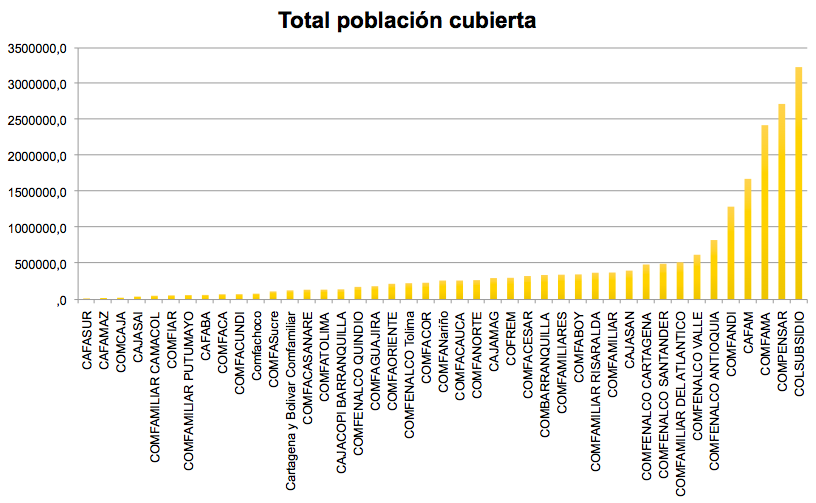 Total población cubierta
3500000,0
3000000,0
2500000,0
2000000,0
1500000,0
1000000,0
500000,0
,0
CAFASUR
CAFAMAZ
COMCAJA
CAJASAI
COMFAMILIAR CAMACOL
COMFIAR
COMFAMILIAR PUTUMAYO
CAFABA
COMFACA
COMFACUNDI
Comfachoco
COMFASucre
Cartagena y Bolivar Comfamiliar
COMFACASANARE
COMFATOLIMA
CAJACOPI BARRANQUILLA
COMFENALCO QUINDIO
COMFAGUAJIRA
COMFAORIENTE
COMFENALCO Tolima
COMFACOR
COMFANariño
COMFACAUCA
COMFANORTE
CAJAMAG
COFREM
COMFACESAR
COMBARRANQUILLA
COMFAMILIARES
COMFABOY
COMFAMILIAR RISARALDA
COMFAMILIAR
CAJASAN
COMFENALCO CARTAGENA
COMFENALCO SANTANDER
COMFAMILIAR DEL ATLANTICO
COMFENALCO VALLE
COMFENALCO ANTIOQUIA
COMFANDI
CAFAM
COMFAMA
COMPENSAR
COLSUBSIDIO